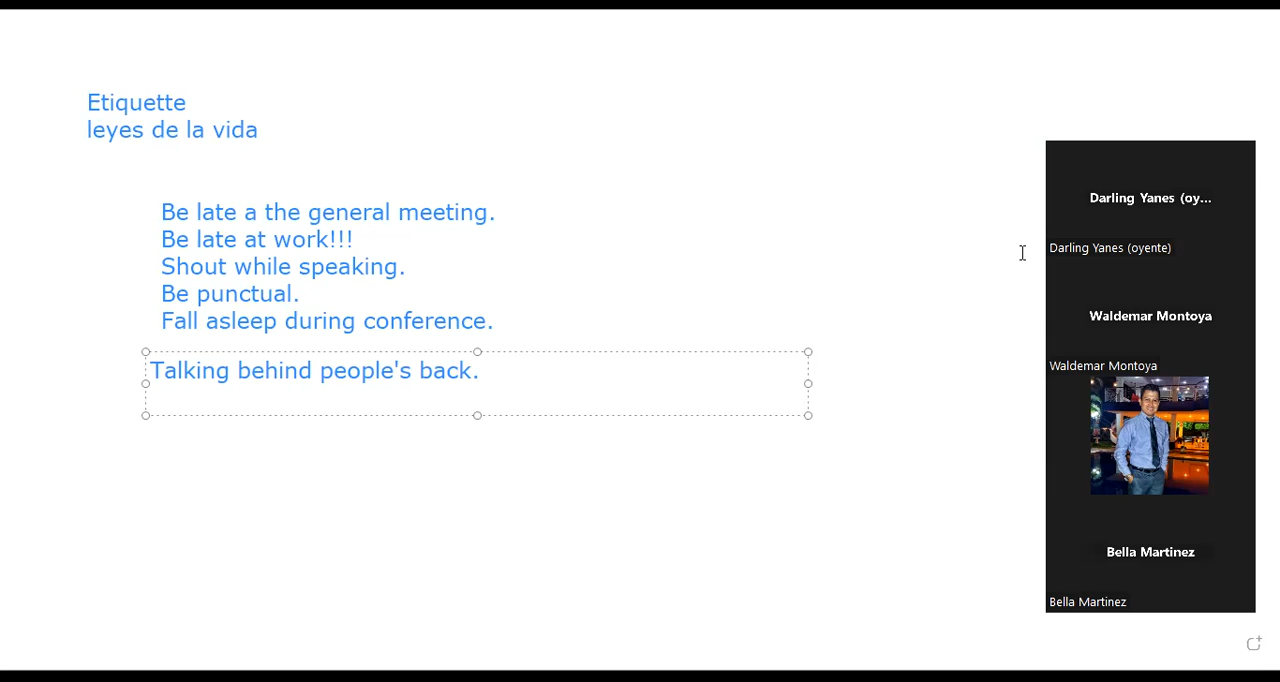 Etiquette
leyes de la vida
Be late a the general meeting.
Be late at work!!!
Shout while speaking.
Be punctual.
Fall asleep during conference.
Talking behind people's back.
Darling Yanes (oy...
Darling Yanes (oyente)
Waldemar Montoya
Waldemar Montoya
Bella Martinez
Bella Martinez